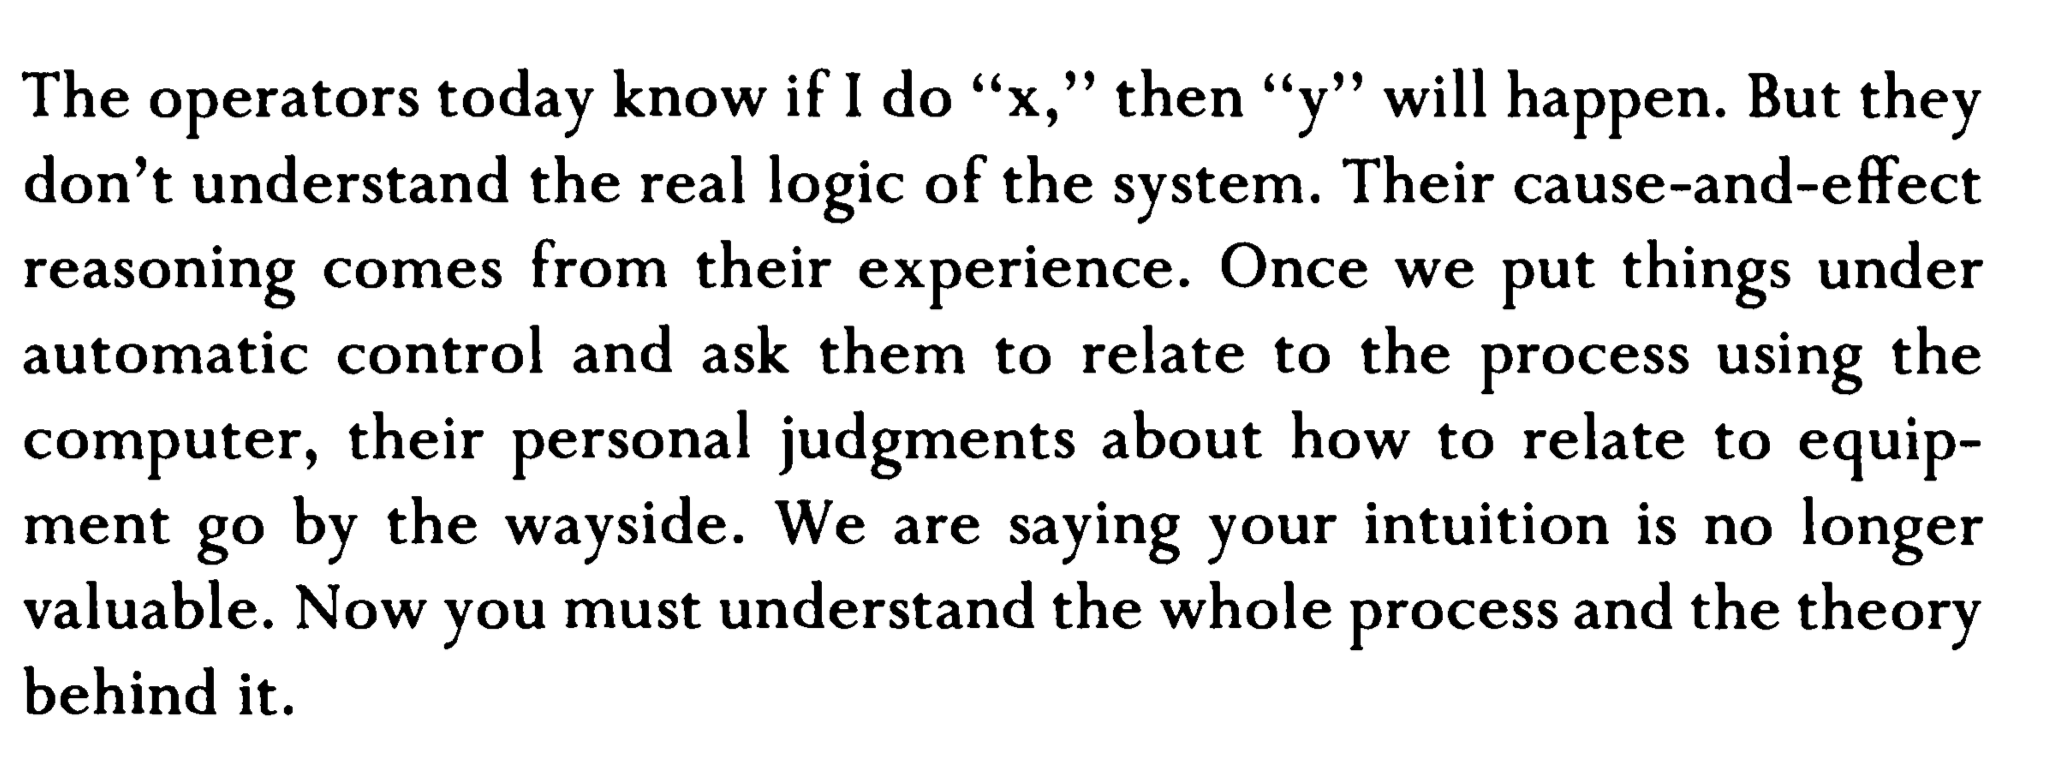 The operators today know if I do “x,” then “y” will happen. But they
don’t understand the real logic of the system. Their cause-and-effect
reasoning comes from their experience. Once we put things under
automatic control and ask them to relate to the process using the
computer, their personal judgments about how to relate to equip-
ment go by the wayside. We are saying your intuition is no longer
valuable. Now you must understand the whole process and the theory
behind it.